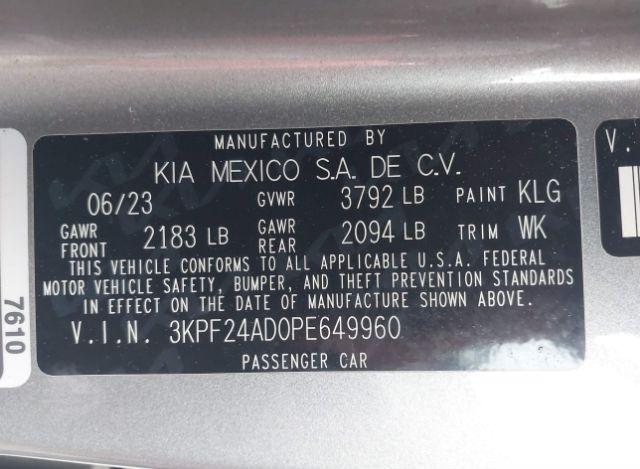 MANUFACTURED BY
KIA MEXICO S.A. DE C.V.
06/23 GVWR 3792 LB PAINT KLG
GAWR FRONT 2183 LB GAWR REAR 2094 LB TRIM WK
THIS VEHICLE CONFORMS TO ALL APPLICABLE U.S.A. FEDERAL
MOTOR VEHICLE SAFETY, BUMPER, AND THEFT PREVENTION STANDARDS
IN EFFECT ON THE DATE OF MANUFACTURE SHOWN ABOVE.
V.I.N. 3KPF24AD0PE649960
PASSENGER CAR
7610
V.